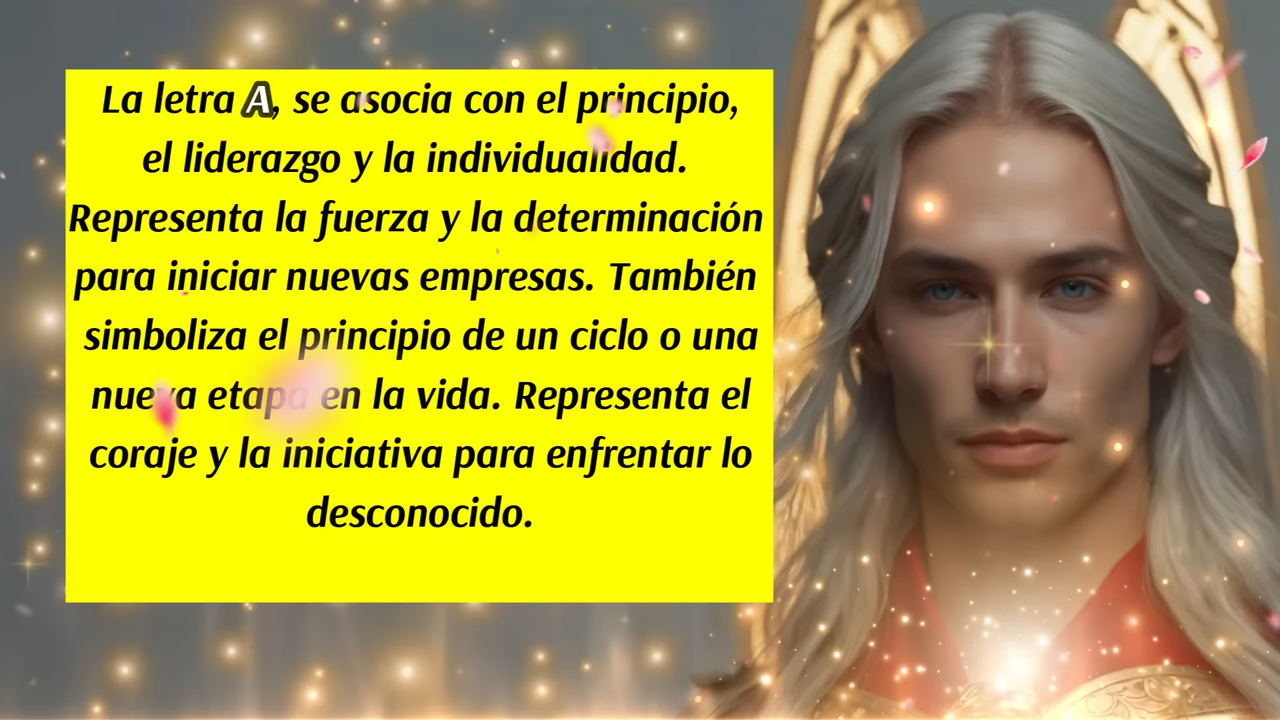 La letra A, se asocia con el principio,
el liderazgo y la individualidad.
Representa la fuerza y la determinación
para iniciar nuevas empresas. También
simboliza el principio de un ciclo o una
nueva etapa en la vida. Representa el
coraje y la iniciativa para enfrentar lo
desconocido.